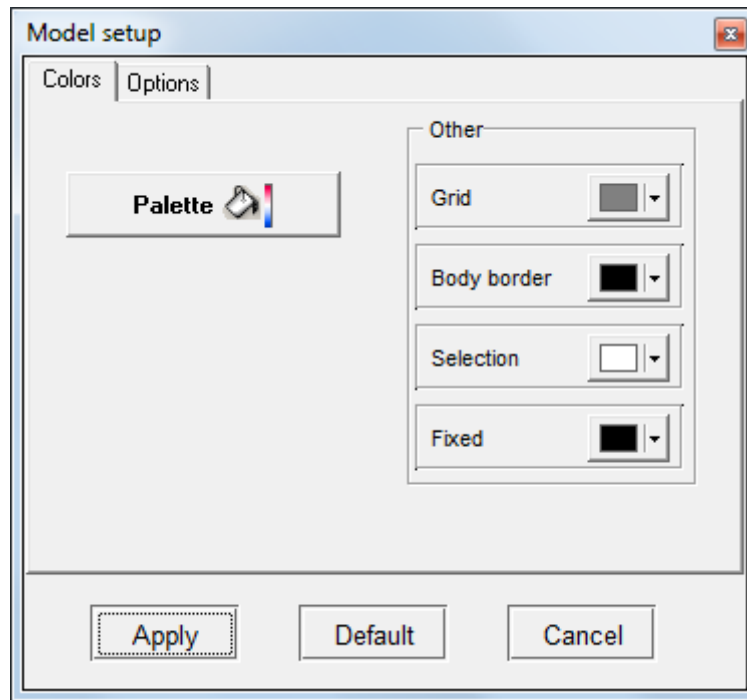 Model setup
Colors Options
Other
Palette
Grid
Body border
Selection
Fixed
Apply Default Cancel